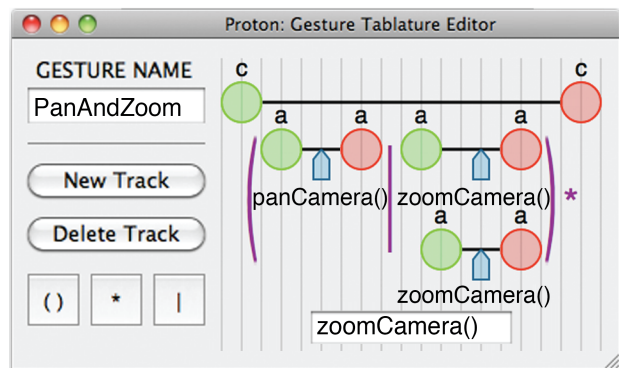 Proton: Gesture Tablature Editor
GESTURE NAME
PanAndZoom
New Track
Delete Track
( ) * |
c c
a a a a
( panCamera() | zoomCamera() ) *
a a
zoomCamera()
zoomCamera()